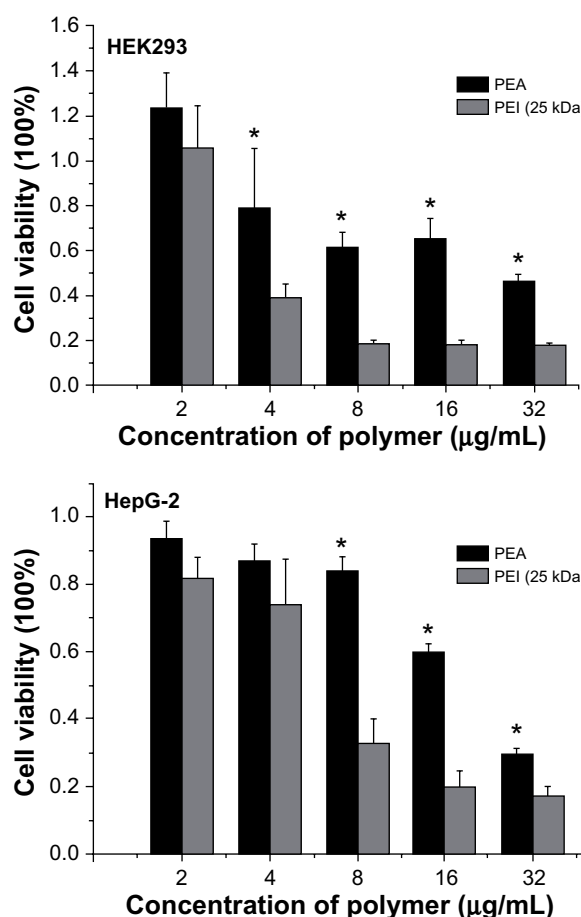 HEK293
PEA
PEI (25 kDa
Cell viability (100%)
1.6
1.4
1.2
1.0
0.8
0.6
0.4
0.2
0.0
*
*
*
*
2 4 8 16 32
Concentration of polymer (µg/mL)
HepG-2
PEA
PEI (25 kDa
Cell viability (100%)
1.0
0.8
0.6
0.4
0.2
0.0
*
*
*
2 4 8 16 32
Concentration of polymer (µg/mL)